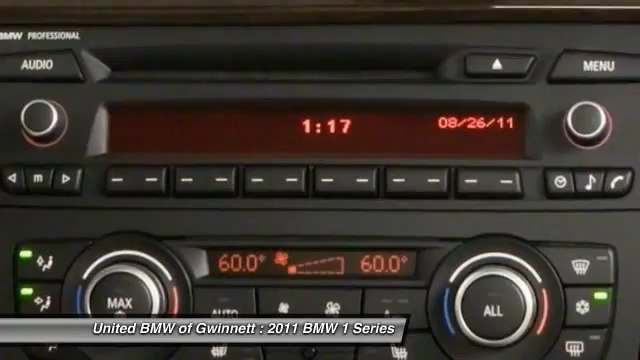 BMW PROFESSIONAL
AUDIO
MENU
1:17
08/26/11
m
60.0°
60.0°
MAX
AUTO
ALL
United BMW of Gwinnett : 2011 BMW 1 Series